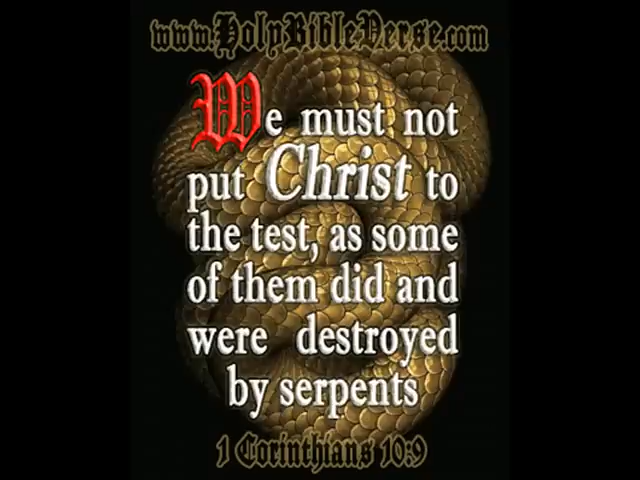 www.HolyBibleVerse.com
We must not
put Christ to
the test, as some
of them did and
were destroyed
by serpents
1 Corinthians 10:9